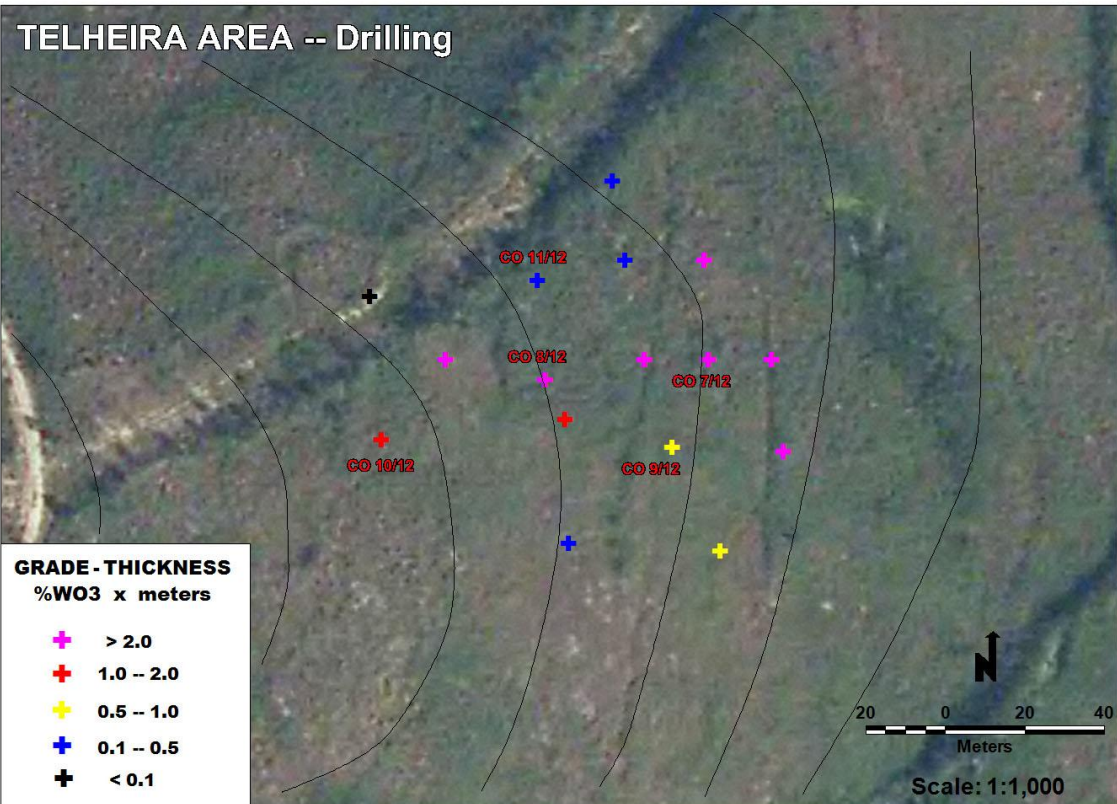 TELHEIRA AREA -- Drilling
CO 11/12
CO 8/12
CO 7/12
CO 10/12
CO 9/12
GRADE - THICKNESS
%WO3 x meters
> 2.0
1.0 -- 2.0
0.5 -- 1.0
0.1 -- 0.5
< 0.1
N
20 0 20 40
Meters
Scale: 1:1,000